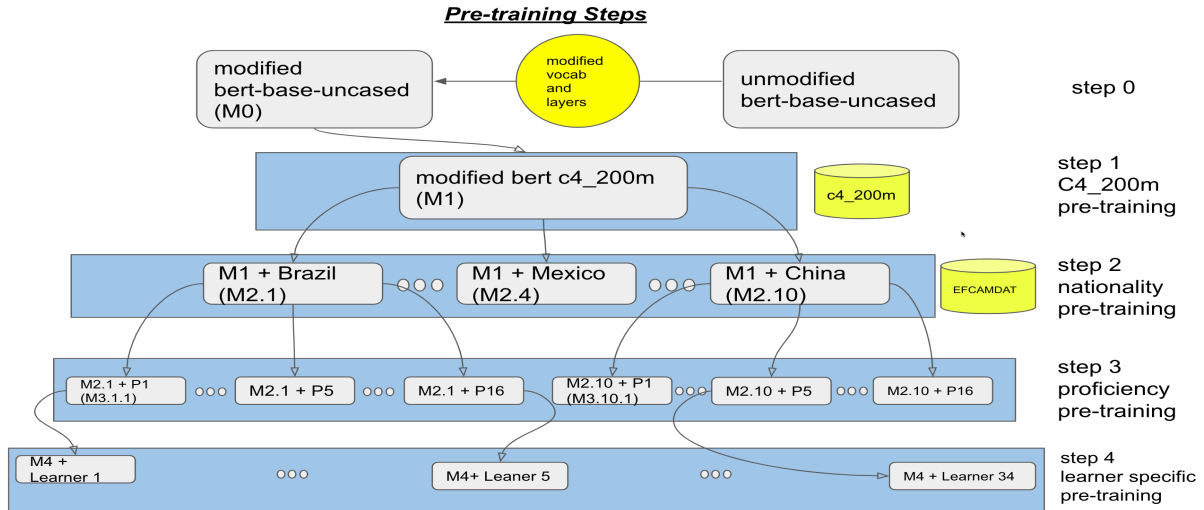 Pre-training Steps
modified
bert-base-uncased
(M0)
modified
vocab
and
layers
unmodified
bert-base-uncased
step 0
modified bert c4_200m
(M1)
c4_200m
step 1
C4_200m
pre-training
M1 + Brazil
(M2.1)
M1 + Mexico
(M2.4)
M1 + China
(M2.10)
EFCAMDAT
step 2
nationality
pre-training
M2.1 + P1
(M3.1.1)
M2.1 + P5
M2.1 + P16
M2.10 + P1
(M3.10.1)
M2.10 + P5
M2.10 + P16
step 3
proficiency
pre-training
M4 +
Learner 1
M4+ Leaner 5
M4 + Learner 34
step 4
learner specific
pre-training